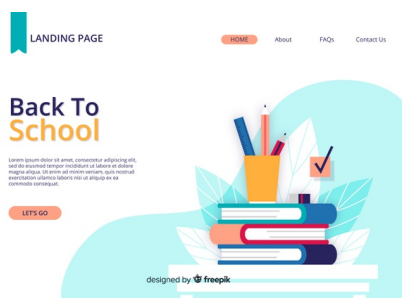 LANDING PAGE
HOME About FAQs Contact Us
Back To
School
Lorem ipsum dolor sit amet, consectetur adipiscing elit,
sed do eiusmod tempor incididunt ut labore et dolore
magna aliqua. Ut enim ad minim veniam, quis nostrud
exercitation ullamco laboris nisi ut aliquip ex ea
commodo consequat.
LET'S GO
designed by freepik